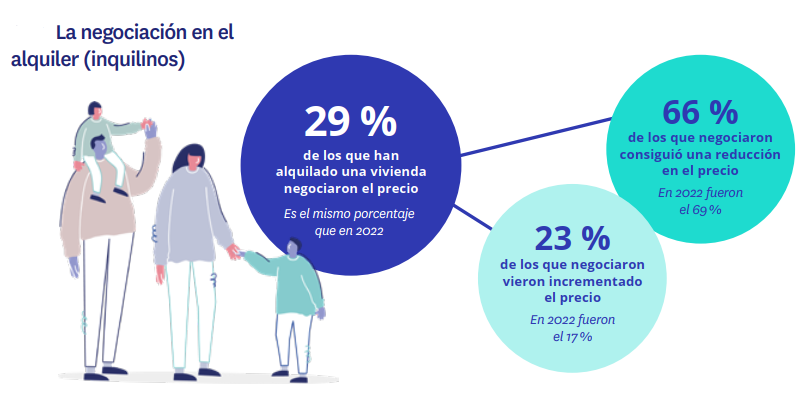 La negociación en el
alquiler (inquilinos)
29 %
de los que han
alquilado una vivienda
negociaron el precio
Es el mismo porcentaje
que en 2022
66 %
de los que negociaron
consiguió una reducción
en el precio
En 2022 fueron
el 69 %
23 %
de los que negociaron
vieron incrementado
el precio
En 2022 fueron
el 17 %